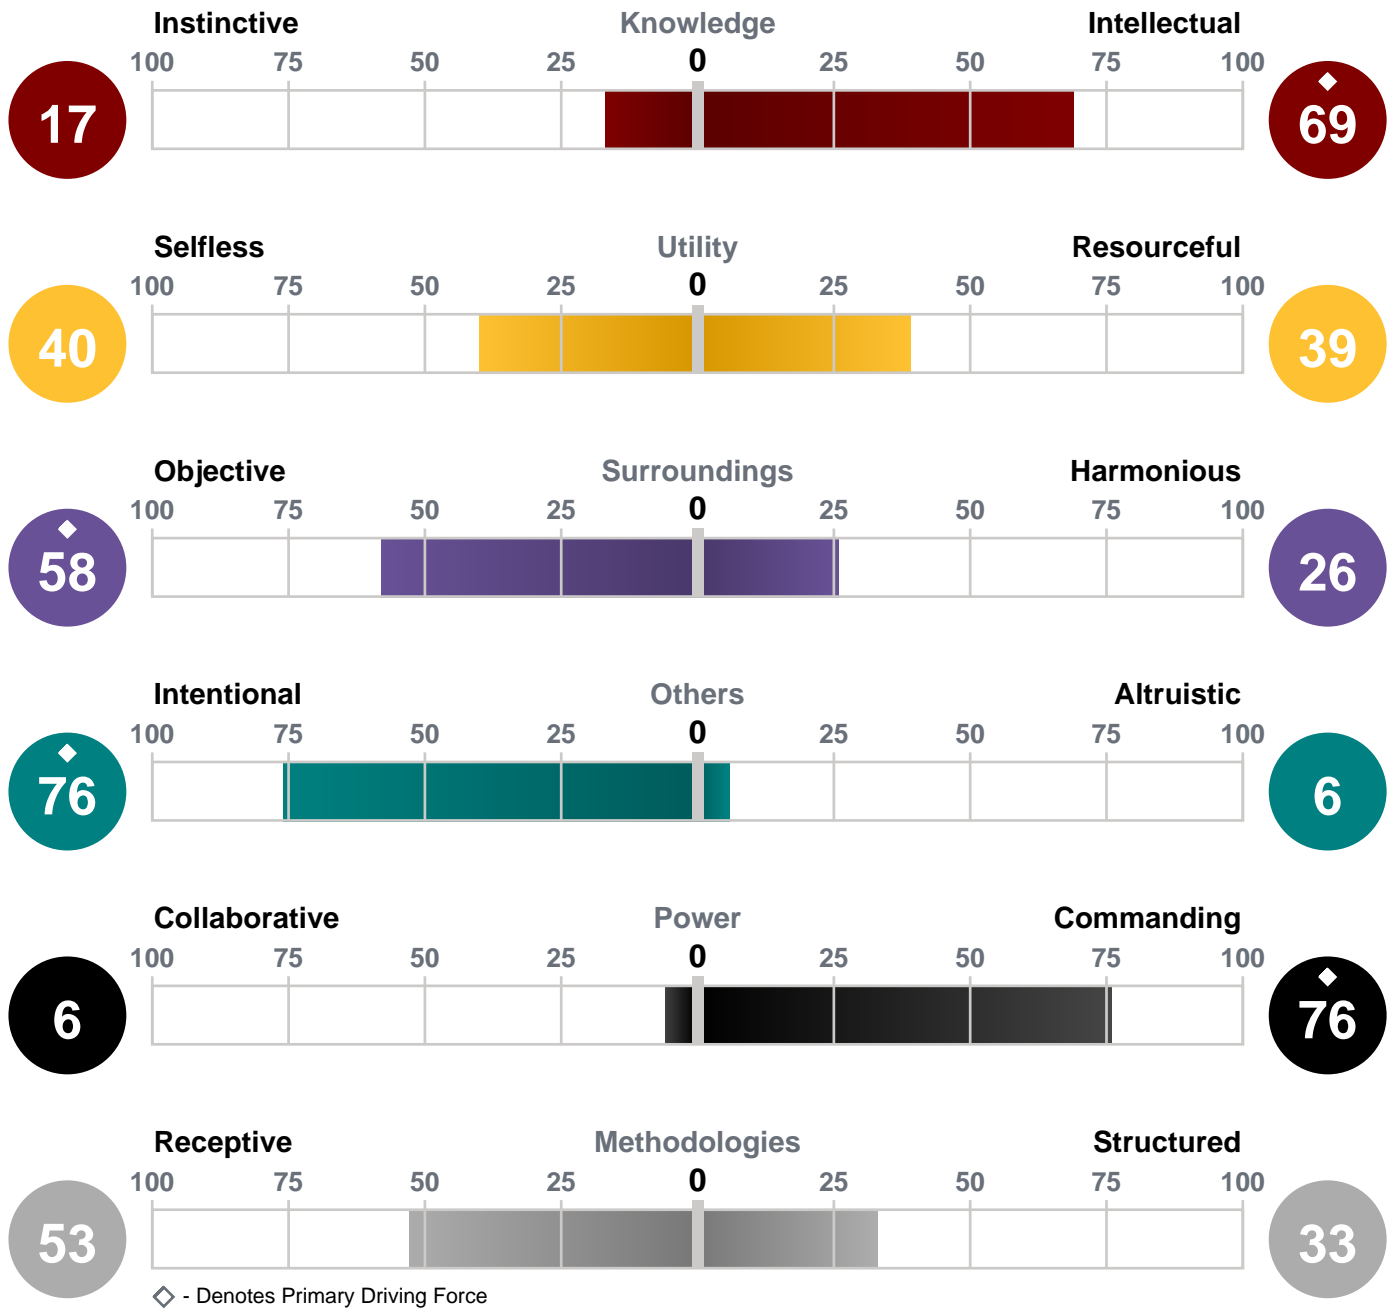 Instinctive Knowledge Intellectual
100 75 50 25 0 25 50 75 100
17 69
Selfless Utility Resourceful
100 75 50 25 0 25 50 75 100
40 39
Objective Surroundings Harmonious
100 75 50 25 0 25 50 75 100
58 26
Intentional Others Altruistic
100 75 50 25 0 25 50 75 100
76 6
Collaborative Power Commanding
100 75 50 25 0 25 50 75 100
6 76
Receptive Methodologies Structured
100 75 50 25 0 25 50 75 100
53 33
- Denotes Primary Driving Force